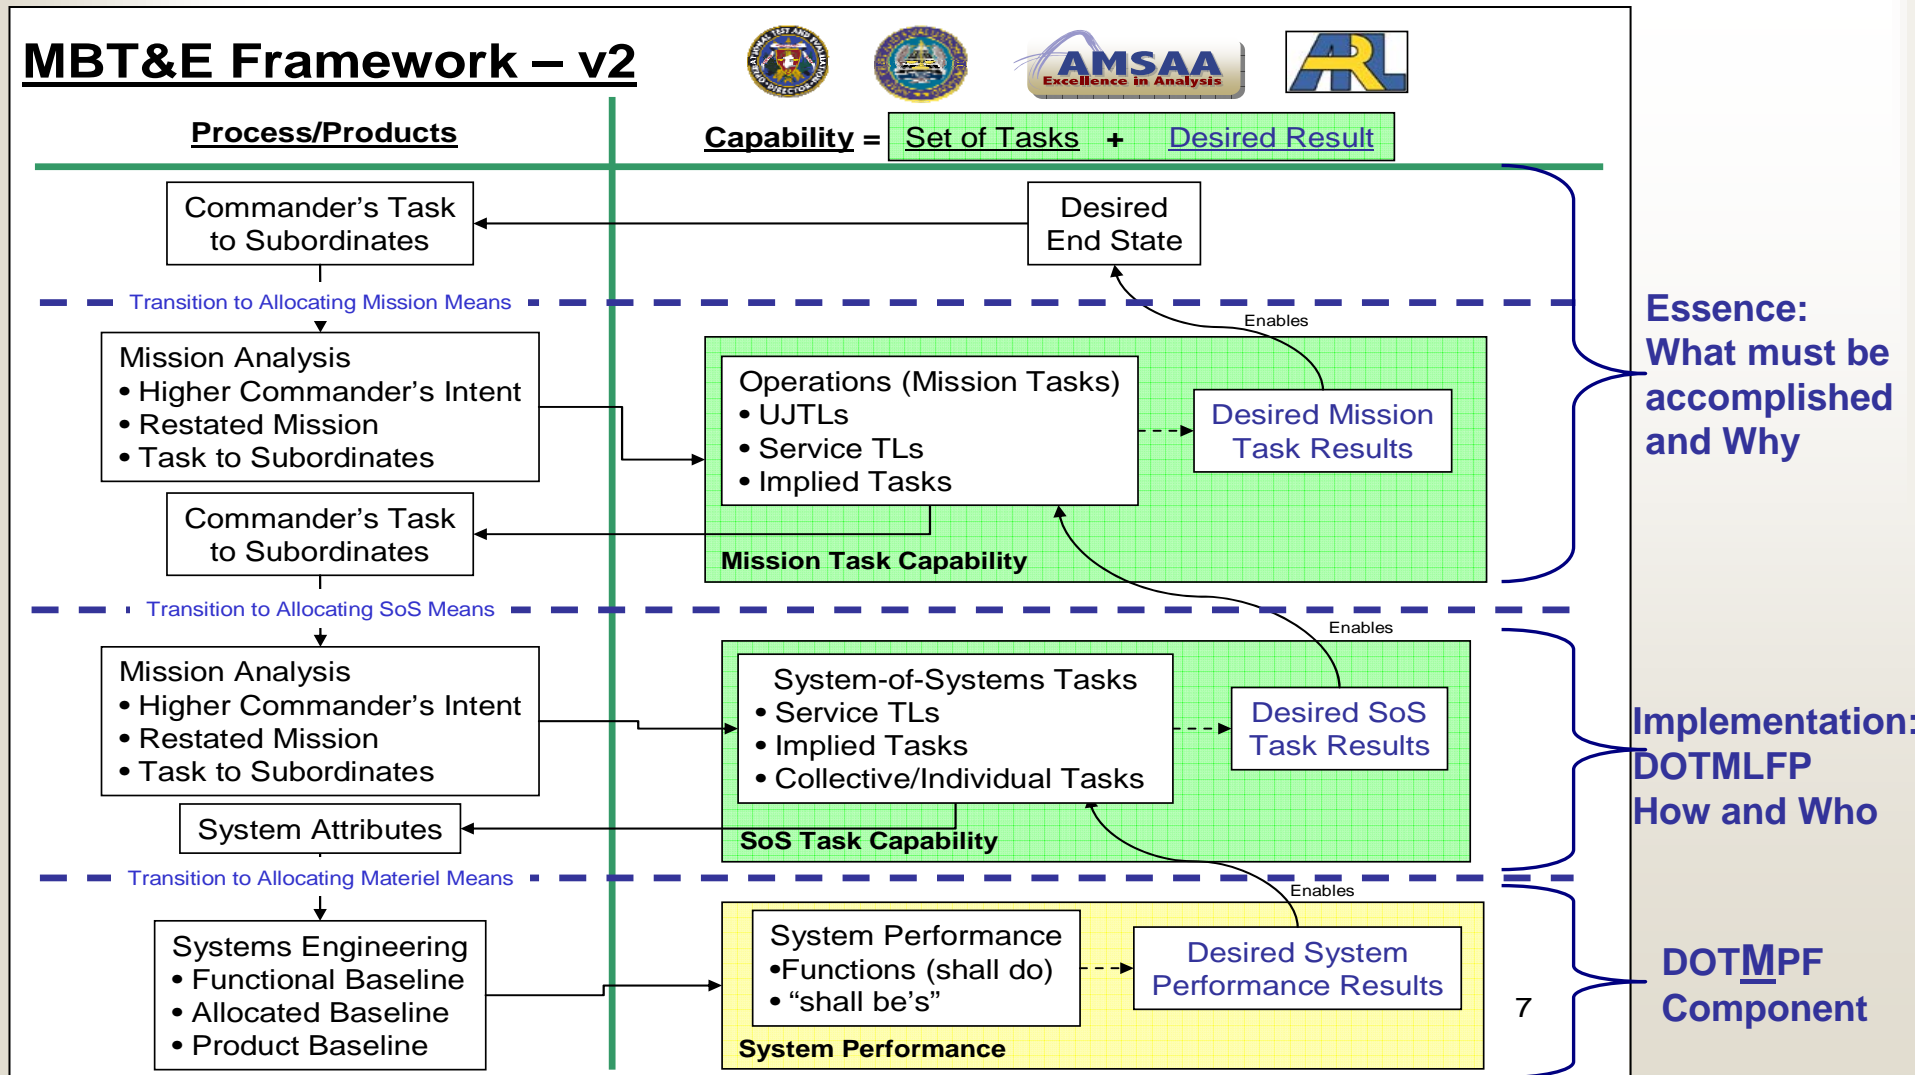 MBT&E Framework – v2
AMSAA
Excellence in Analysis
ARL
Process/Products
Capability = Set of Tasks + Desired Result
Commander's Task
to Subordinates
Desired
End State
Transition to Allocating Mission Means
Enables
Mission Analysis
• Higher Commander's Intent
• Restated Mission
• Task to Subordinates
Operations (Mission Tasks)
• UJTLs
• Service TLs
• Implied Tasks
Desired Mission
Task Results
Mission Task Capability
Essence:
What must be
accomplished
and Why
Commander's Task
to Subordinates
Transition to Allocating SoS Means
Enables
Mission Analysis
• Higher Commander's Intent
• Restated Mission
• Task to Subordinates
System-of-Systems Tasks
• Service TLs
• Implied Tasks
• Collective/Individual Tasks
Desired SoS
Task Results
SoS Task Capability
Implementation:
DOTMLFP
How and Who
System Attributes
Transition to Allocating Materiel Means
Enables
Systems Engineering
• Functional Baseline
• Allocated Baseline
• Product Baseline
System Performance
•Functions (shall do)
• “shall be's”
Desired System
Performance Results
System Performance
7
DOTMPF
Component